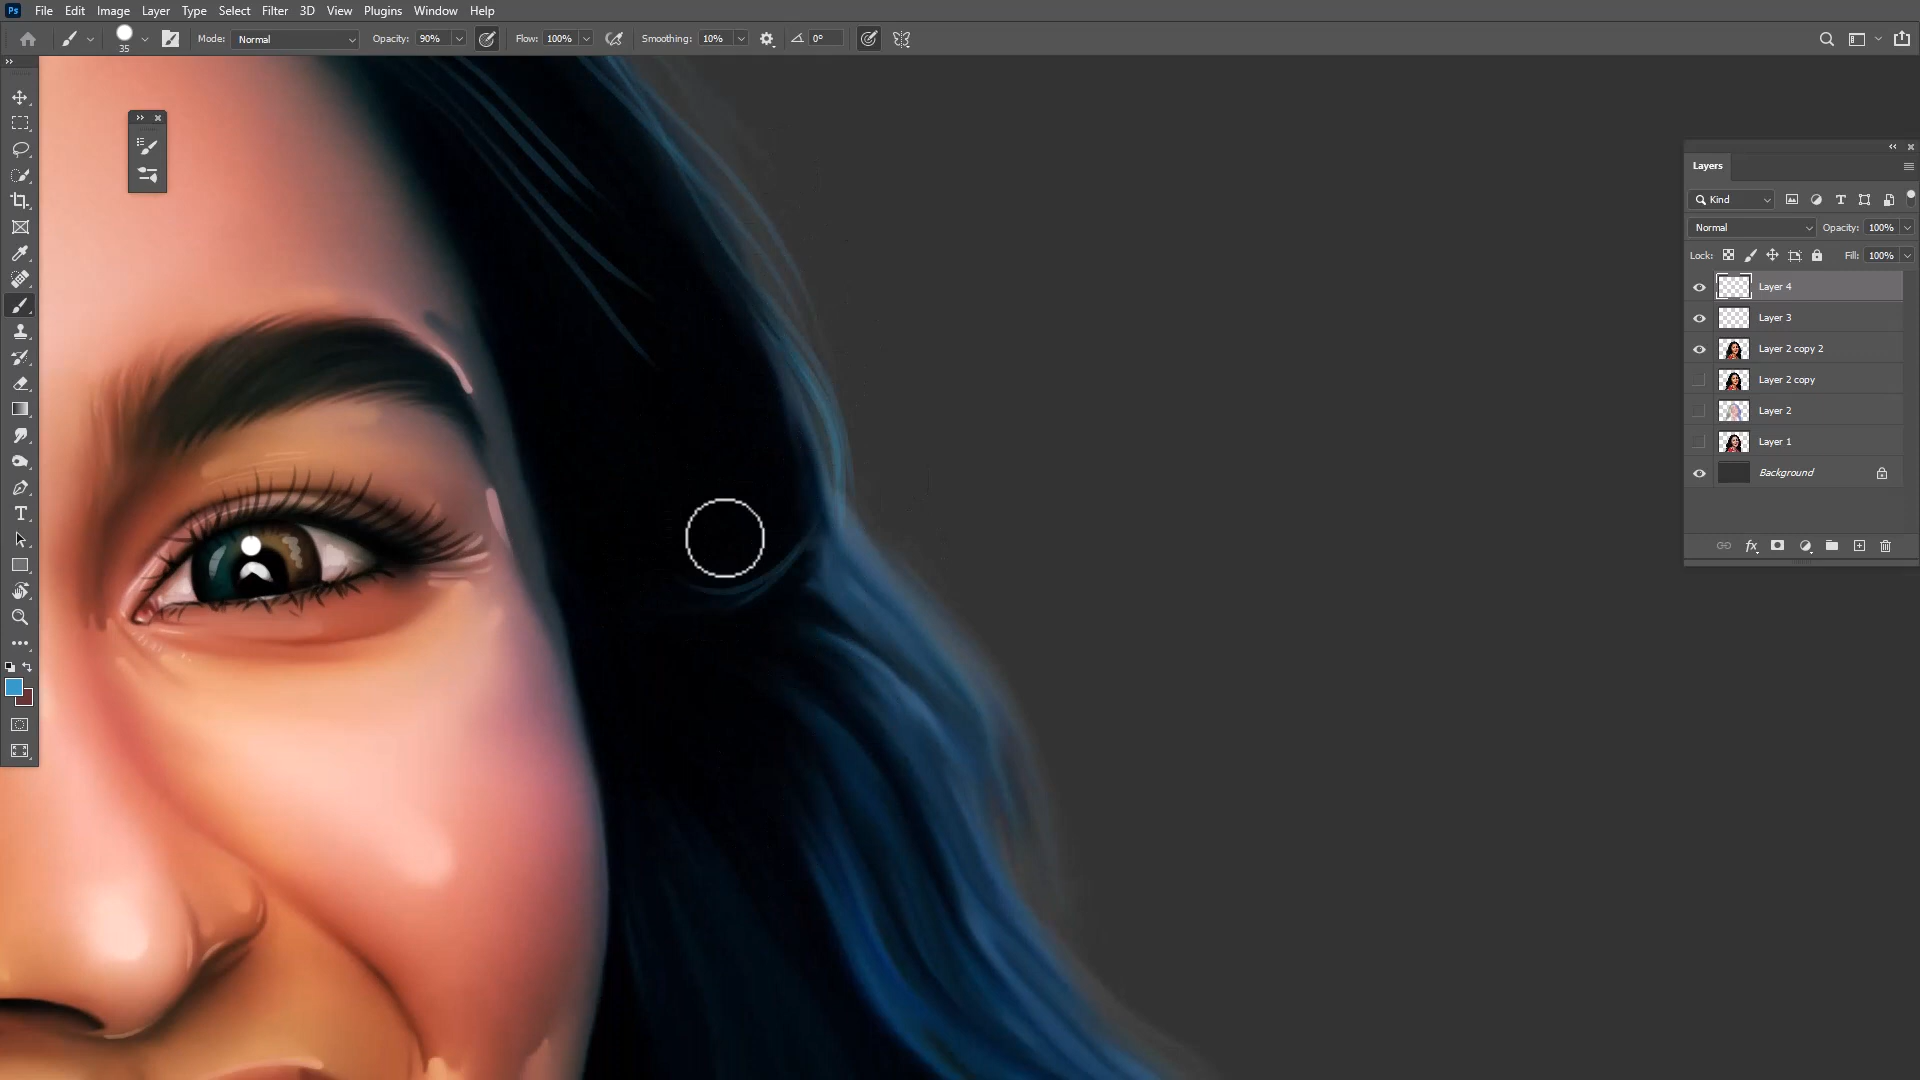 Ps File Edit Image Layer Type Select Filter 3D View Plugins Window Help
35 Mode: Normal Opacity: 90% Flow: 100% Smoothing: 10% 0°
Layers
Kind
Normal Opacity: 100%
Lock: Fill: 100%
Layer 4
Layer 3
Layer 2 copy 2
Layer 2 copy
Layer 2
Layer 1
Background
fx